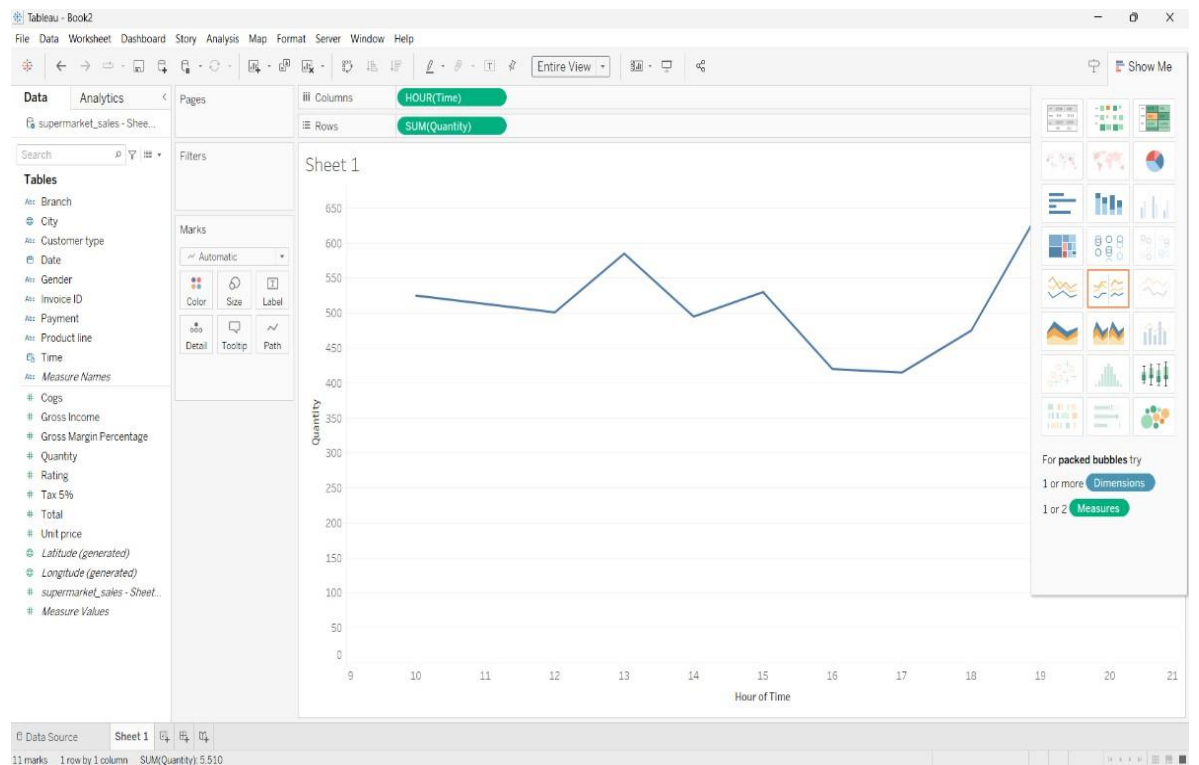 Tableau - Book2
File Data Worksheet Dashboard Story Analysis Map Format Server Window Help
Entire View
Show Me
Data Analytics
supermarket_sales - Shee...
Search
Tables
Abc Branch
City
Abc Customer type
Date
Abc Gender
Abc Invoice ID
Abc Payment
Abc Product line
Time
Abc Measure Names
# Cogs
# Gross Income
# Gross Margin Percentage
# Quantity
# Rating
# Tax 5%
# Total
# Unit price
Latitude (generated)
Longitude (generated)
# supermarket_sales - Sheet...
# Measure Values
Pages
Filters
Marks
Automatic
Color Size Label
Detail Tooltip Path
Columns HOUR(Time)
Rows SUM(Quantity)
Sheet 1
650
600
550
500
450
400
350
300
250
200
150
100
50
0
Quantity
9 10 11 12 13 14 15 16 17 18 19 20 21
Hour of Time
For packed bubbles try
1 or more Dimensions
1 or 2 Measures
Data Source Sheet 1
11 marks 1 row by 1 column SUM(Quantity): 5.510